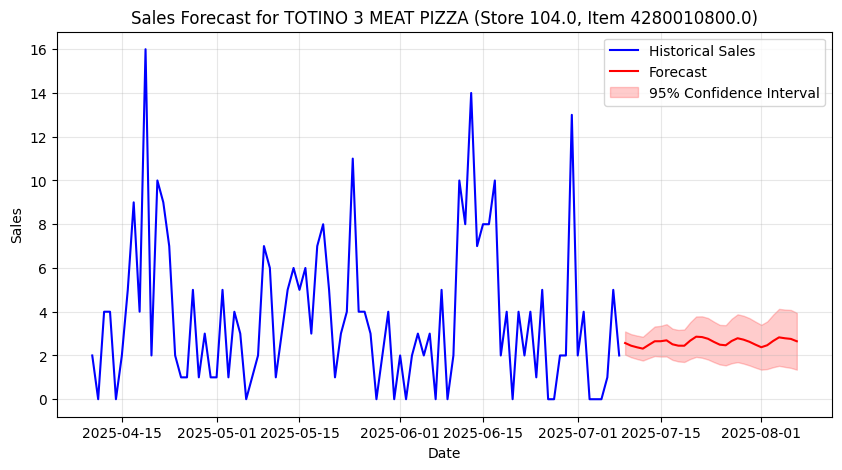 Sales Forecast for TOTINO 3 MEAT PIZZA (Store 104.0, Item 4280010800.0)
Historical Sales
Forecast
95% Confidence Interval
Sales
16
14
12
10
8
6
4
2
0
2025-04-15
2025-05-01
2025-05-15
2025-06-01
2025-06-15
2025-07-01
2025-07-15
2025-08-01
Date